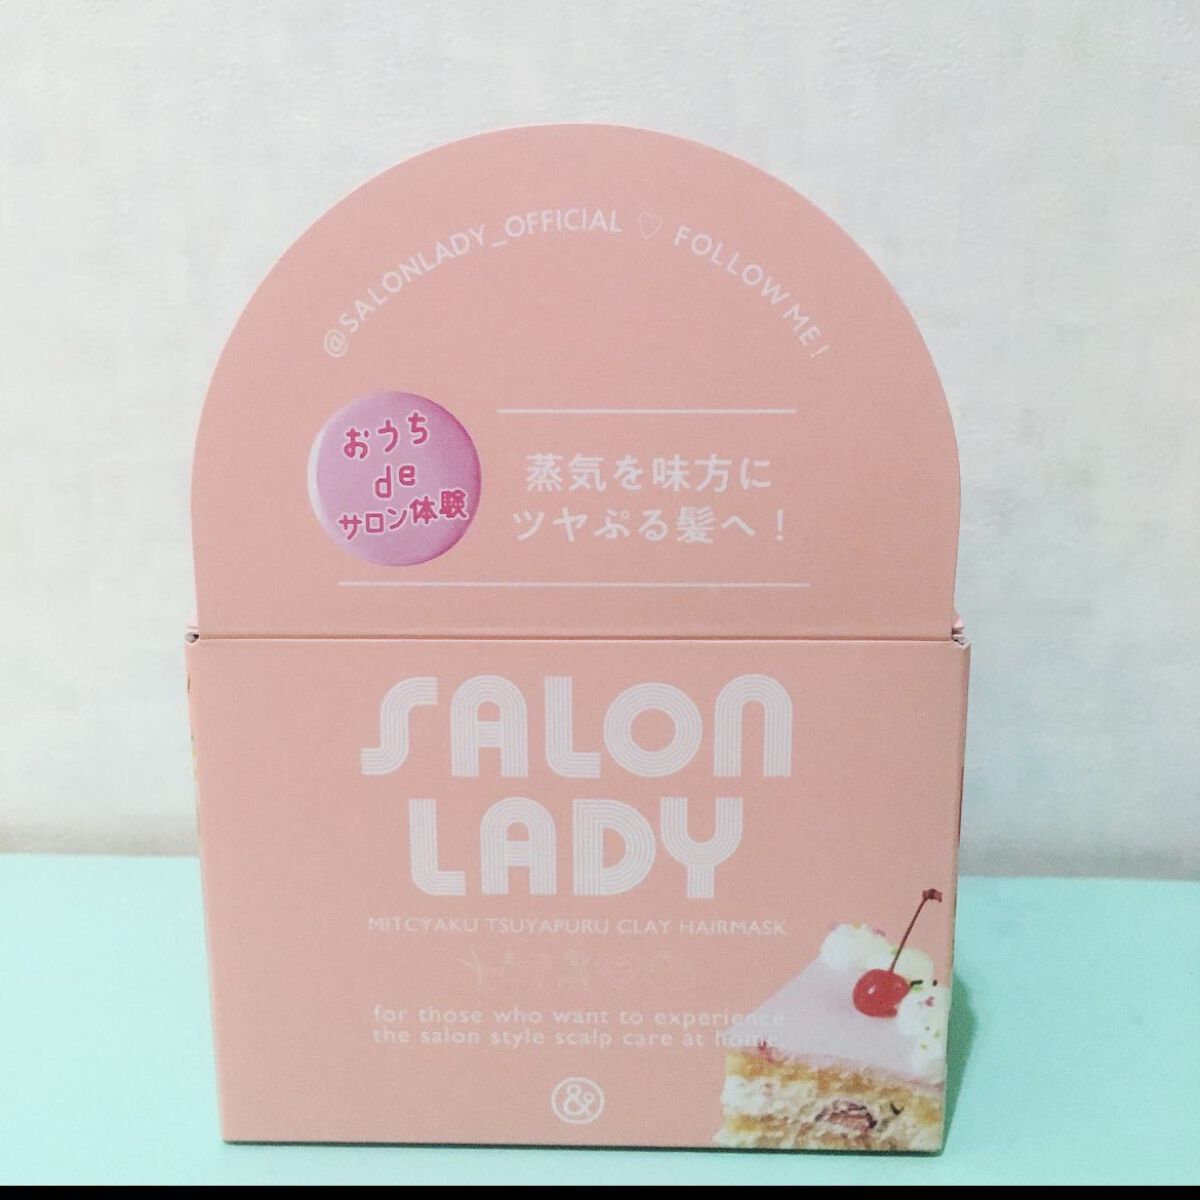 @SALONLADY_OFFICIAL ♡ FOLLOW ME!
おうち
de
サロン体験
蒸気を味方に
ツヤぷる髪へ!
SALON
LADY
MITCYAKU TSUYAPURU CLAY HAIRMASK
for those who want to experience
the salon style scalp care at home
&